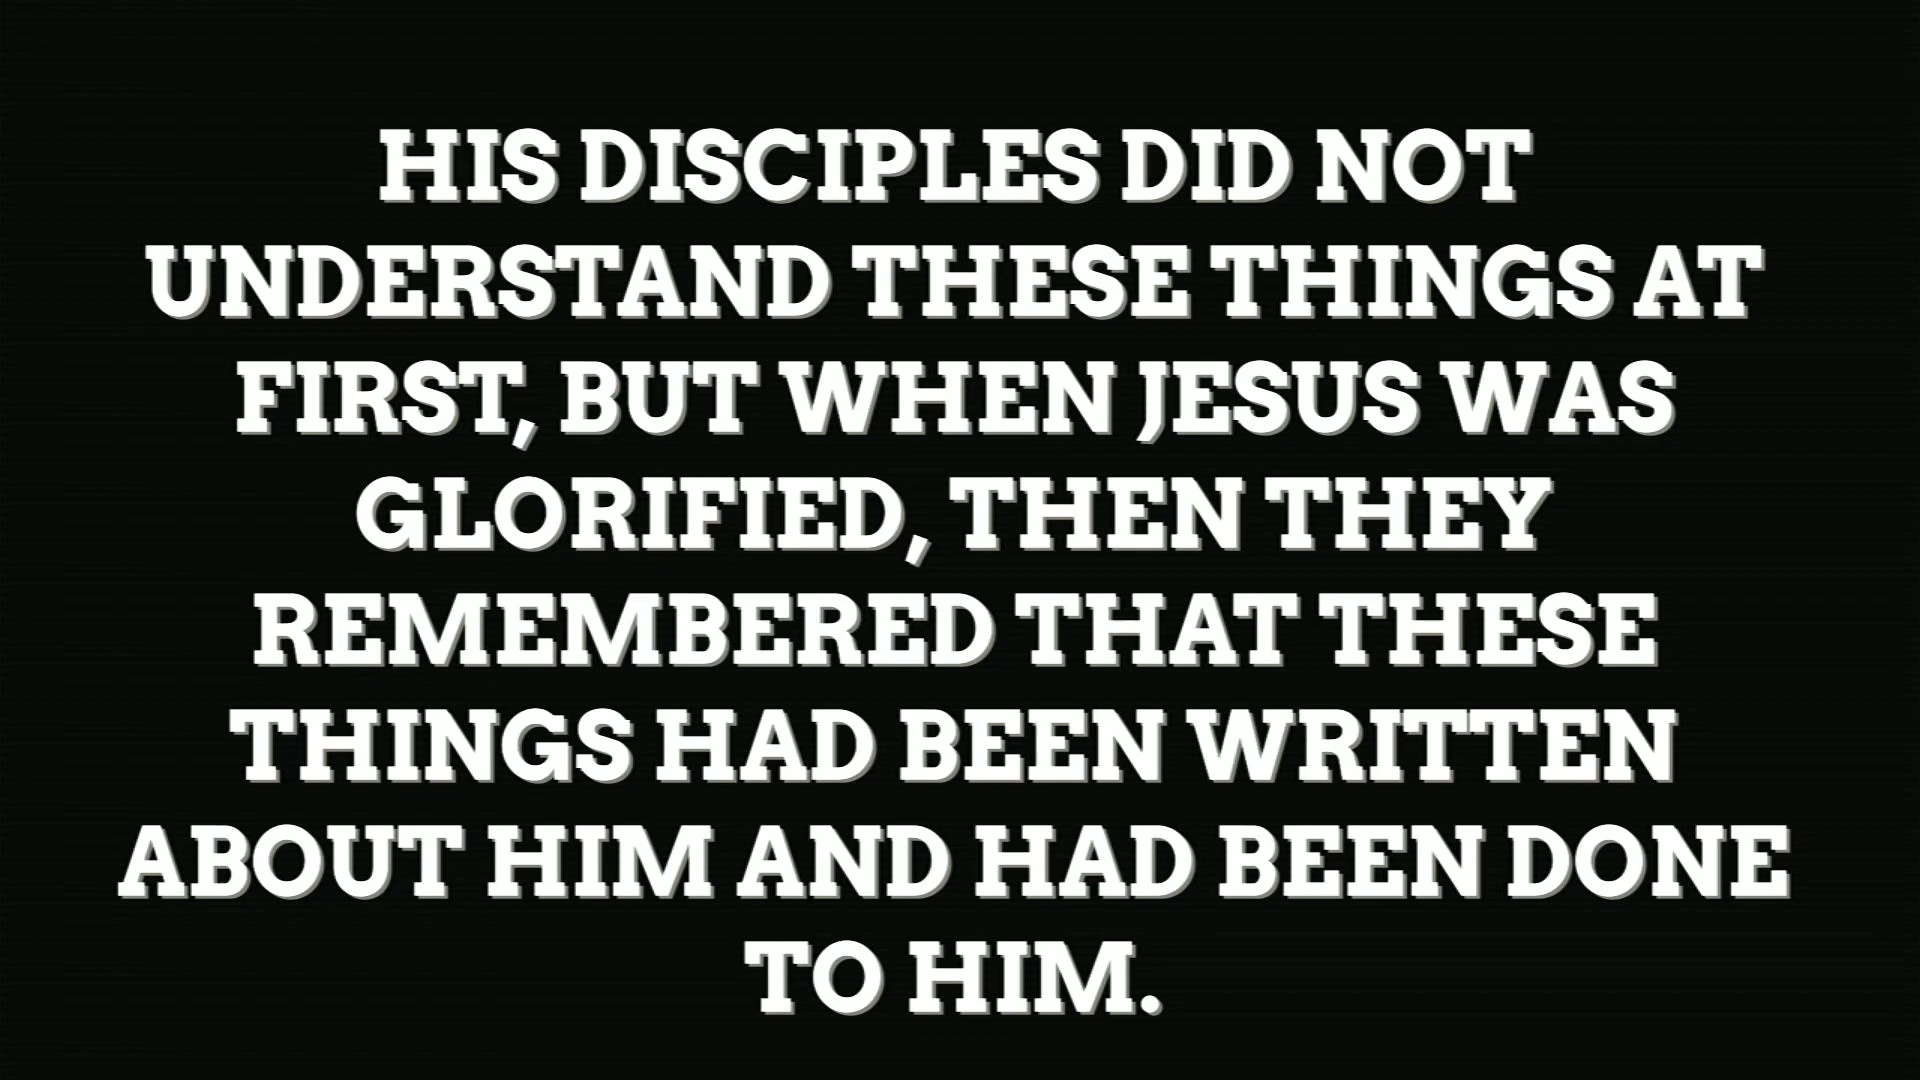 HIS DISCIPLES DID NOT
UNDERSTAND THESE THINGS AT
FIRST, BUT WHEN JESUS WAS
GLORIFIED, THEN THEY
REMEMBERED THAT THESE
THINGS HAD BEEN WRITTEN
ABOUT HIM AND HAD BEEN DONE
TO HIM.